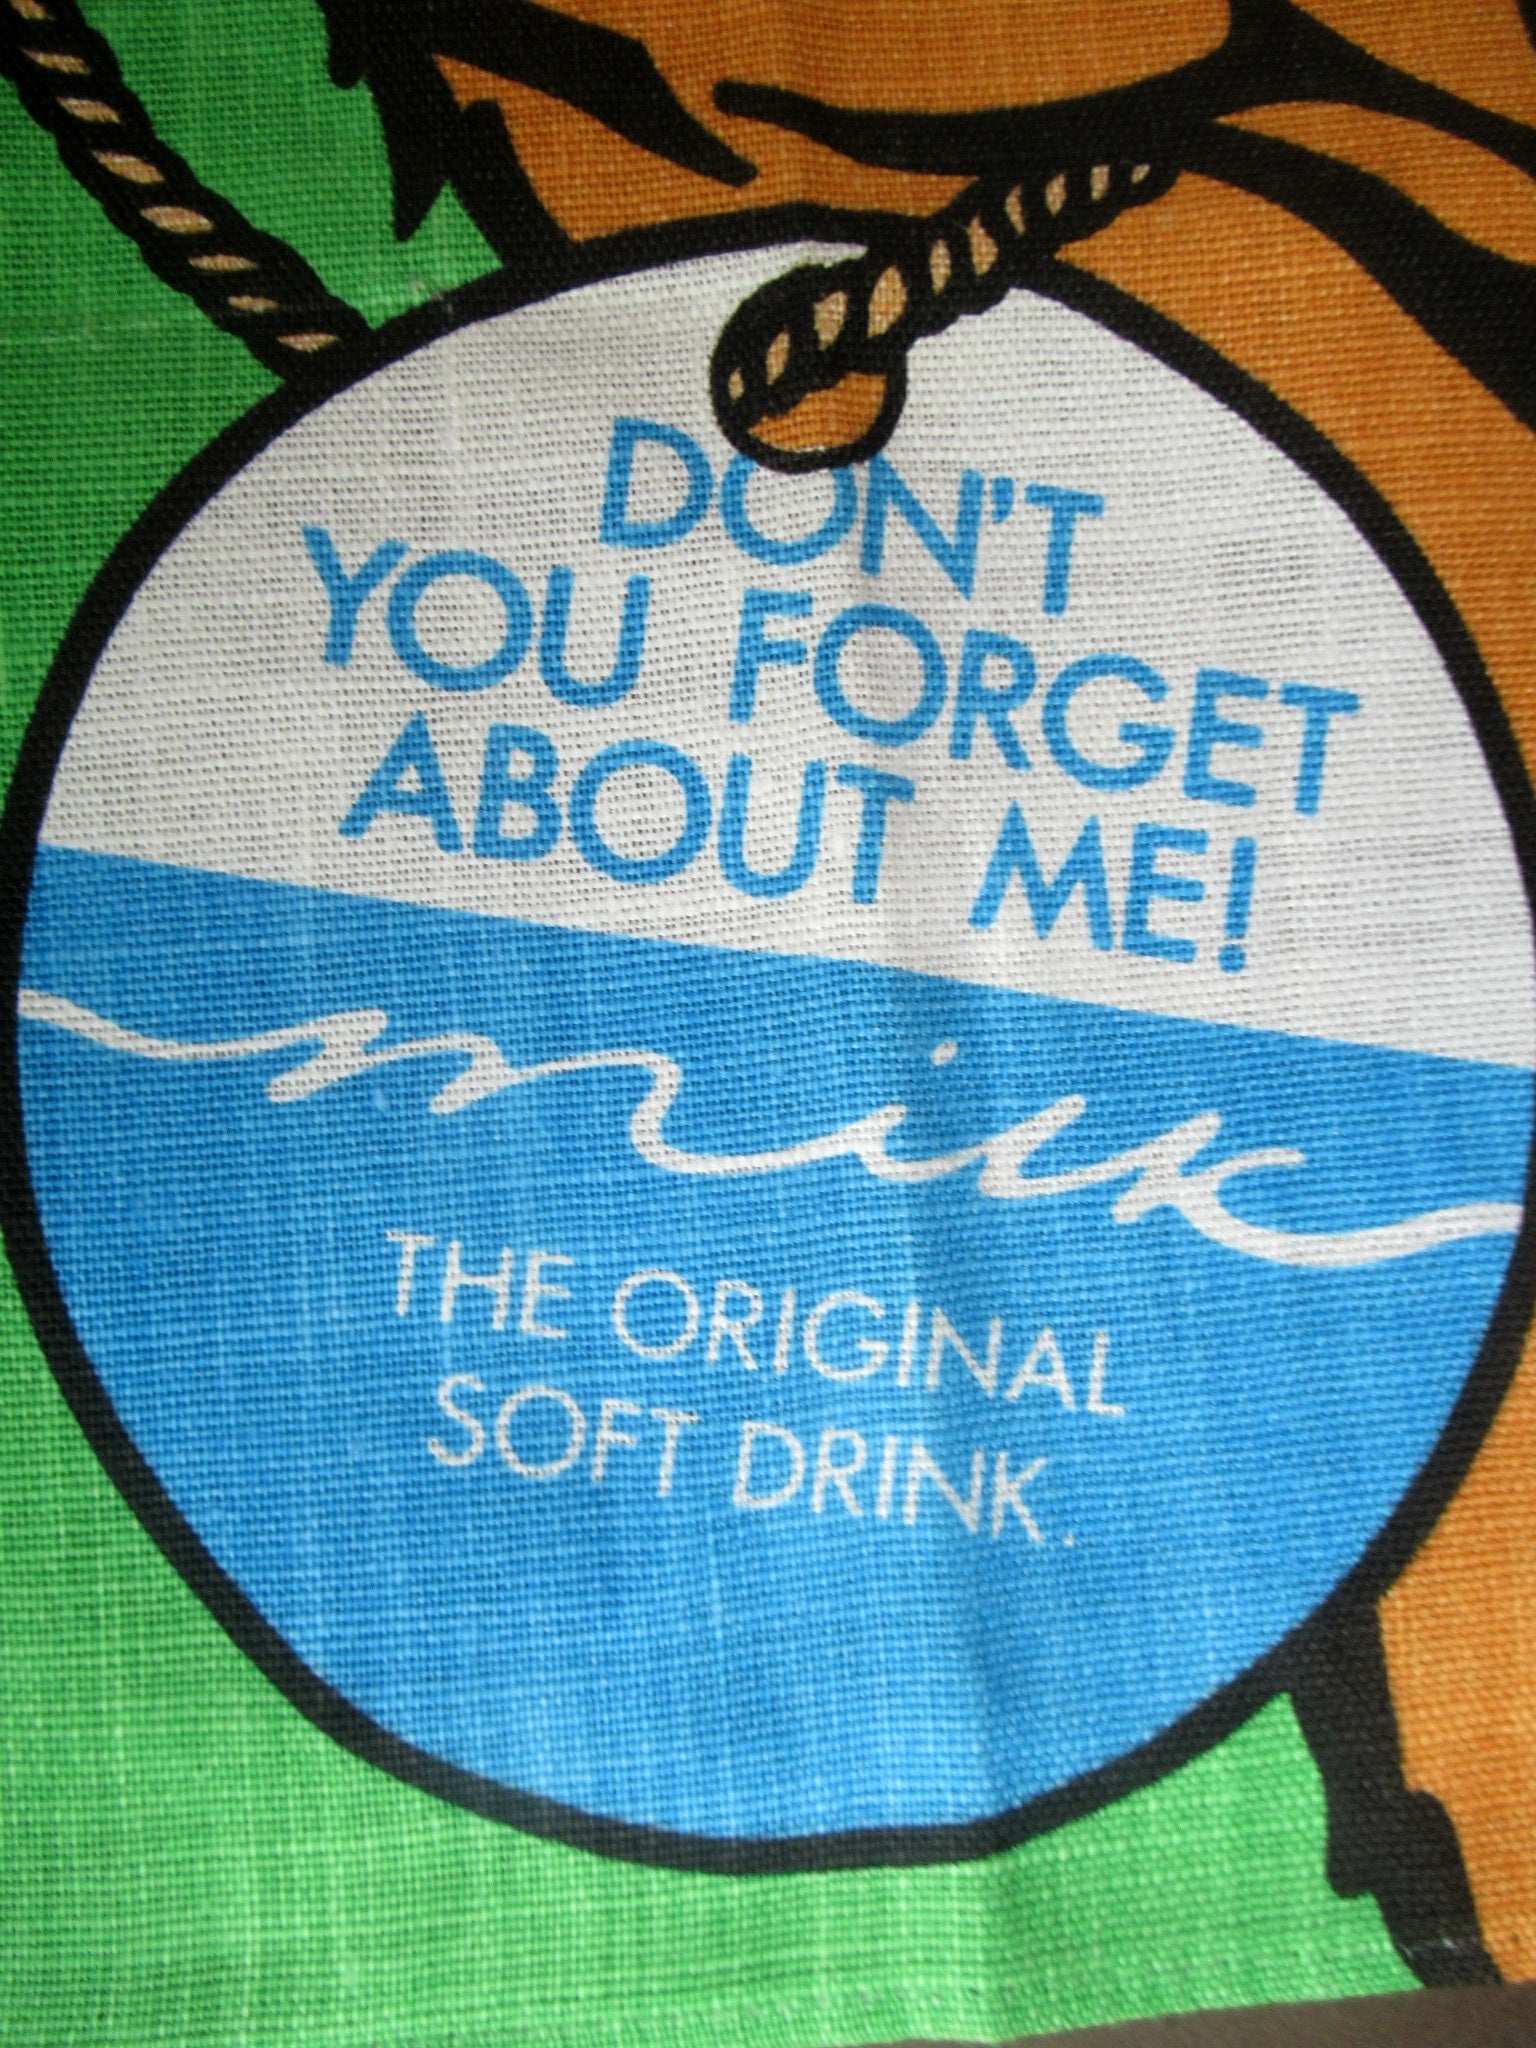 DON'T
YOU FORGET
ABOUT ME!
milk
THE ORIGINAL
SOFT DRINK.